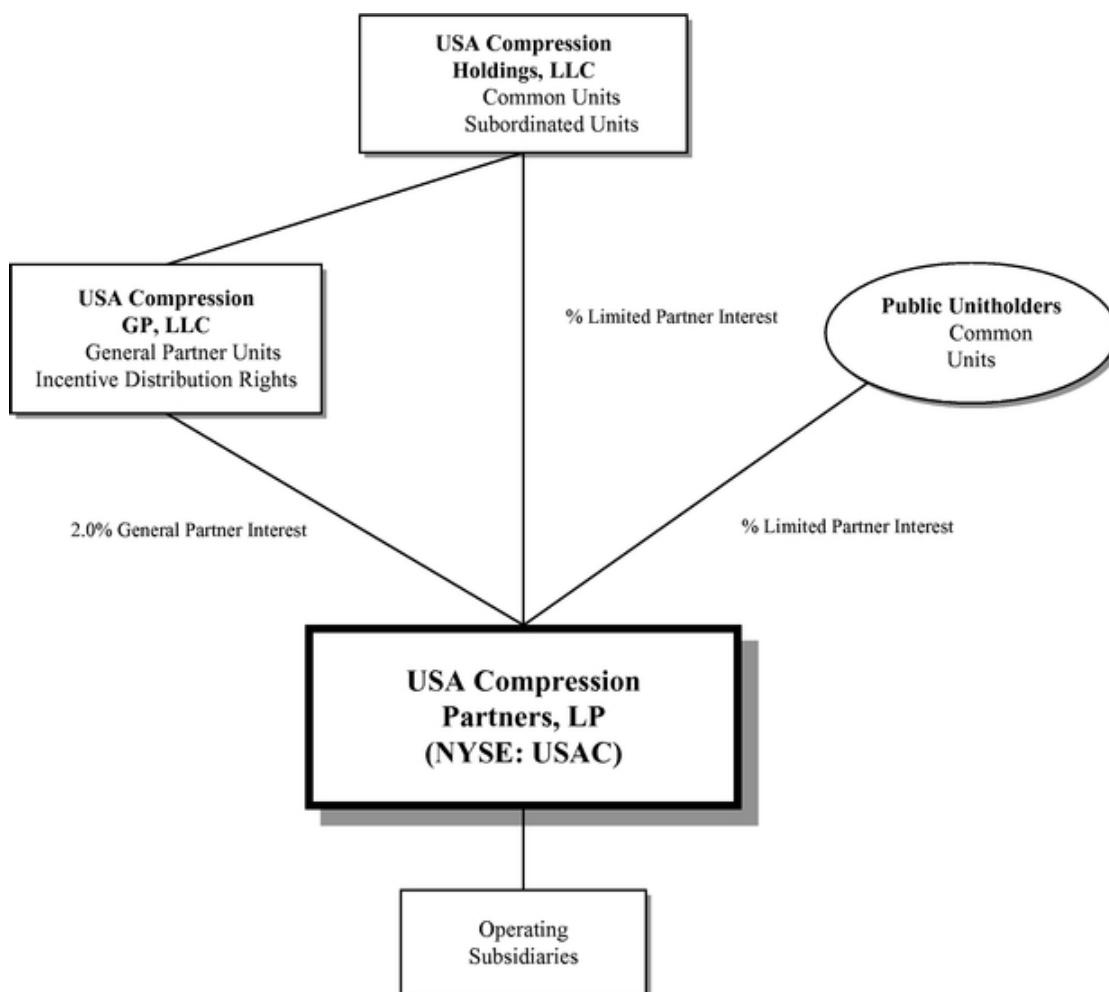 USA Compression
Holdings, LLC
Common Units
Subordinated Units
USA Compression
GP, LLC
General Partner Units
Incentive Distribution Rights
% Limited Partner Interest
Public Unitholders
Common
Units
2.0% General Partner Interest
% Limited Partner Interest
USA Compression
Partners, LP
(NYSE: USAC)
Operating
Subsidiaries